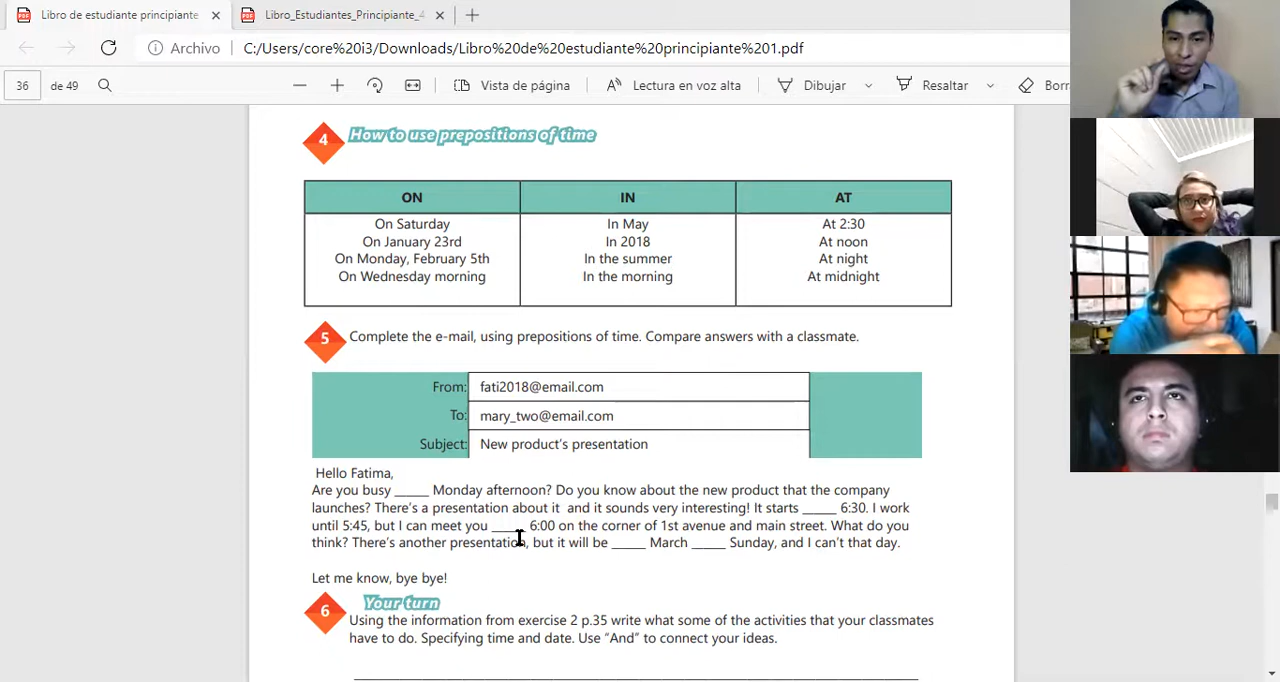 Libro de estudiante principiante
Libro_Estudiantes_Principiante_4
Archivo
C:/Users/core%20i3/Downloads/Libro%20de%20estudiante%20principiante%201.pdf
36 de 49
Vista de página
Lectura en voz alta
Dibujar
Resaltar
Borr
4 How to use prepositions of time
ON IN AT
On Saturday In May At 2:30
On January 23rd In 2018 At noon
On Monday, February 5th In the summer At night
On Wednesday morning In the morning At midnight
5 Complete the e-mail, using prepositions of time. Compare answers with a classmate.
From: fati2018@email.com
To: mary_two@email.com
Subject: New product's presentation
Hello Fatima,
Are you busy _____ Monday afternoon? Do you know about the new product that the company
launches? There's a presentation about it and it sounds very interesting! It starts _____ 6:30. I work
until 5:45, but I can meet you _____ 6:00 on the corner of 1st avenue and main street. What do you
think? There's another presentation, but it will be _____ March _____ Sunday, and I can't that day.
Let me know, bye bye!
6 Your turn
Using the information from exercise 2 p.35 write what some of the activities that your classmates
have to do. Specifying time and date. Use “And” to connect your ideas.